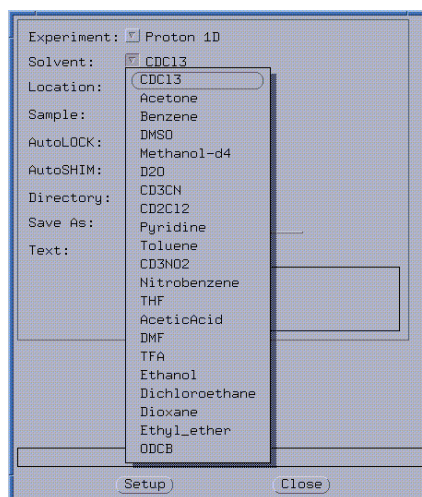 Experiment: Proton 1D
Solvent: CDCl3
Location:
Sample:
AutoLOCK:
AutoSHIM:
Directory:
Save As:
Text:
CDCl3
Acetone
Benzene
DMSO
Methanol-d4
D2O
CD3CN
CD2Cl2
Pyridine
Toluene
CD3NO2
Nitrobenzene
THF
AceticAcid
DMF
TFA
Ethanol
Dichloroethane
Dioxane
Ethyl_ether
ODCB
Setup Close